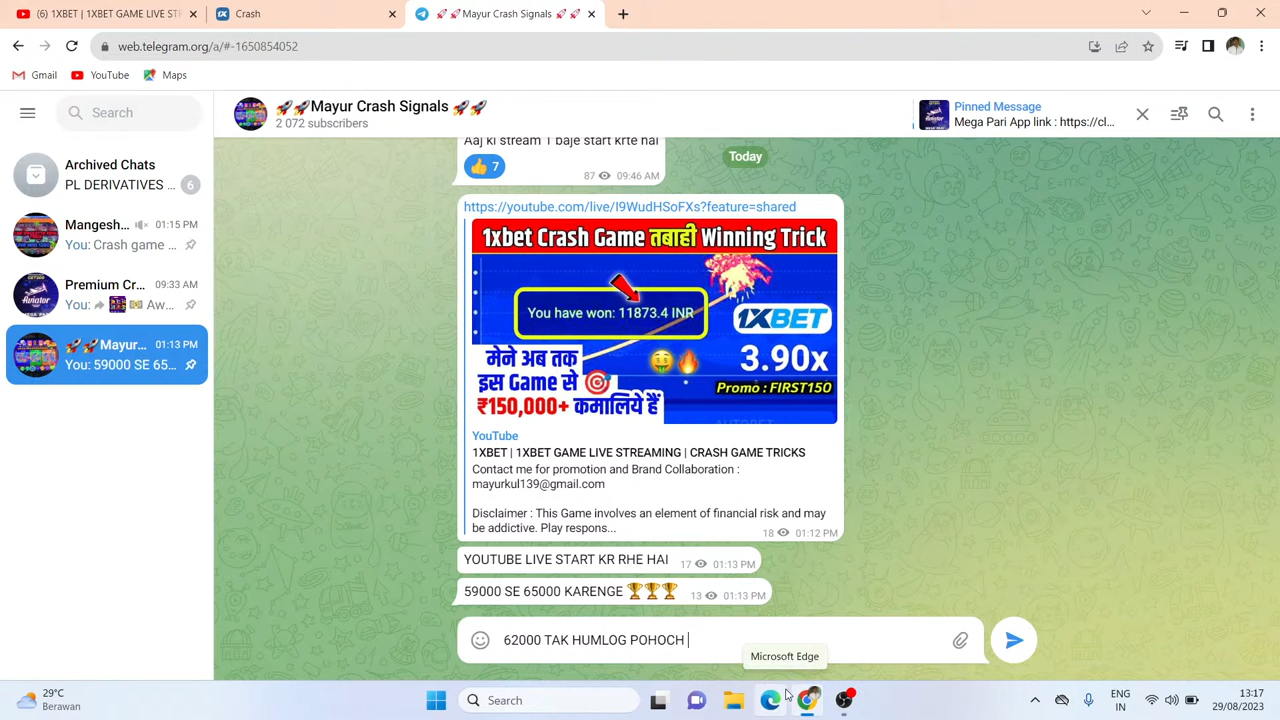 (6) 1XBET | 1XBET GAME LIVE STR
Crash
🚀🚀Mayur Crash Signals 🚀🚀
web.telegram.org/a/#-1650854052
Gmail
YouTube
Maps
Search
🚀🚀Mayur Crash Signals 🚀🚀
2 072 subscribers
Pinned Message
Mega Pari App link : https://cl...
Archived Chats
PL DERIVATIVES ...
6
Mangesh...
01:15 PM
You: Crash game ...
Premium Cr...
09:33 AM
You: Aw...
🚀🚀Mayur...
01:13 PM
You: 59000 SE 65...
Aaj ki stream 1 baje start krte hai
Today
👍 7
87 09:46 AM
https://youtube.com/live/I9WudHSoFXs?feature=shared
1xbet Crash Game तबाही Winning Trick
You have won: 11873.4 INR
1XBET
मेने अब तक
इस Game से 🎯
₹150,000+ कमालिये हैं
3.90x
Promo : FIRST150
YouTube
1XBET | 1XBET GAME LIVE STREAMING | CRASH GAME TRICKS
Contact me for promotion and Brand Collaboration :
mayurkul139@gmail.com
Disclaimer : This Game involves an element of financial risk and may
be addictive. Play respons...
18 01:12 PM
YOUTUBE LIVE START KR RHE HAI
17 01:13 PM
59000 SE 65000 KARENGE 🏆🏆🏆
13 01:13 PM
62000 TAK HUMLOG POHOCH
Microsoft Edge
29°C
Berawan
Search
ENG
IN
13:17
29/08/2023